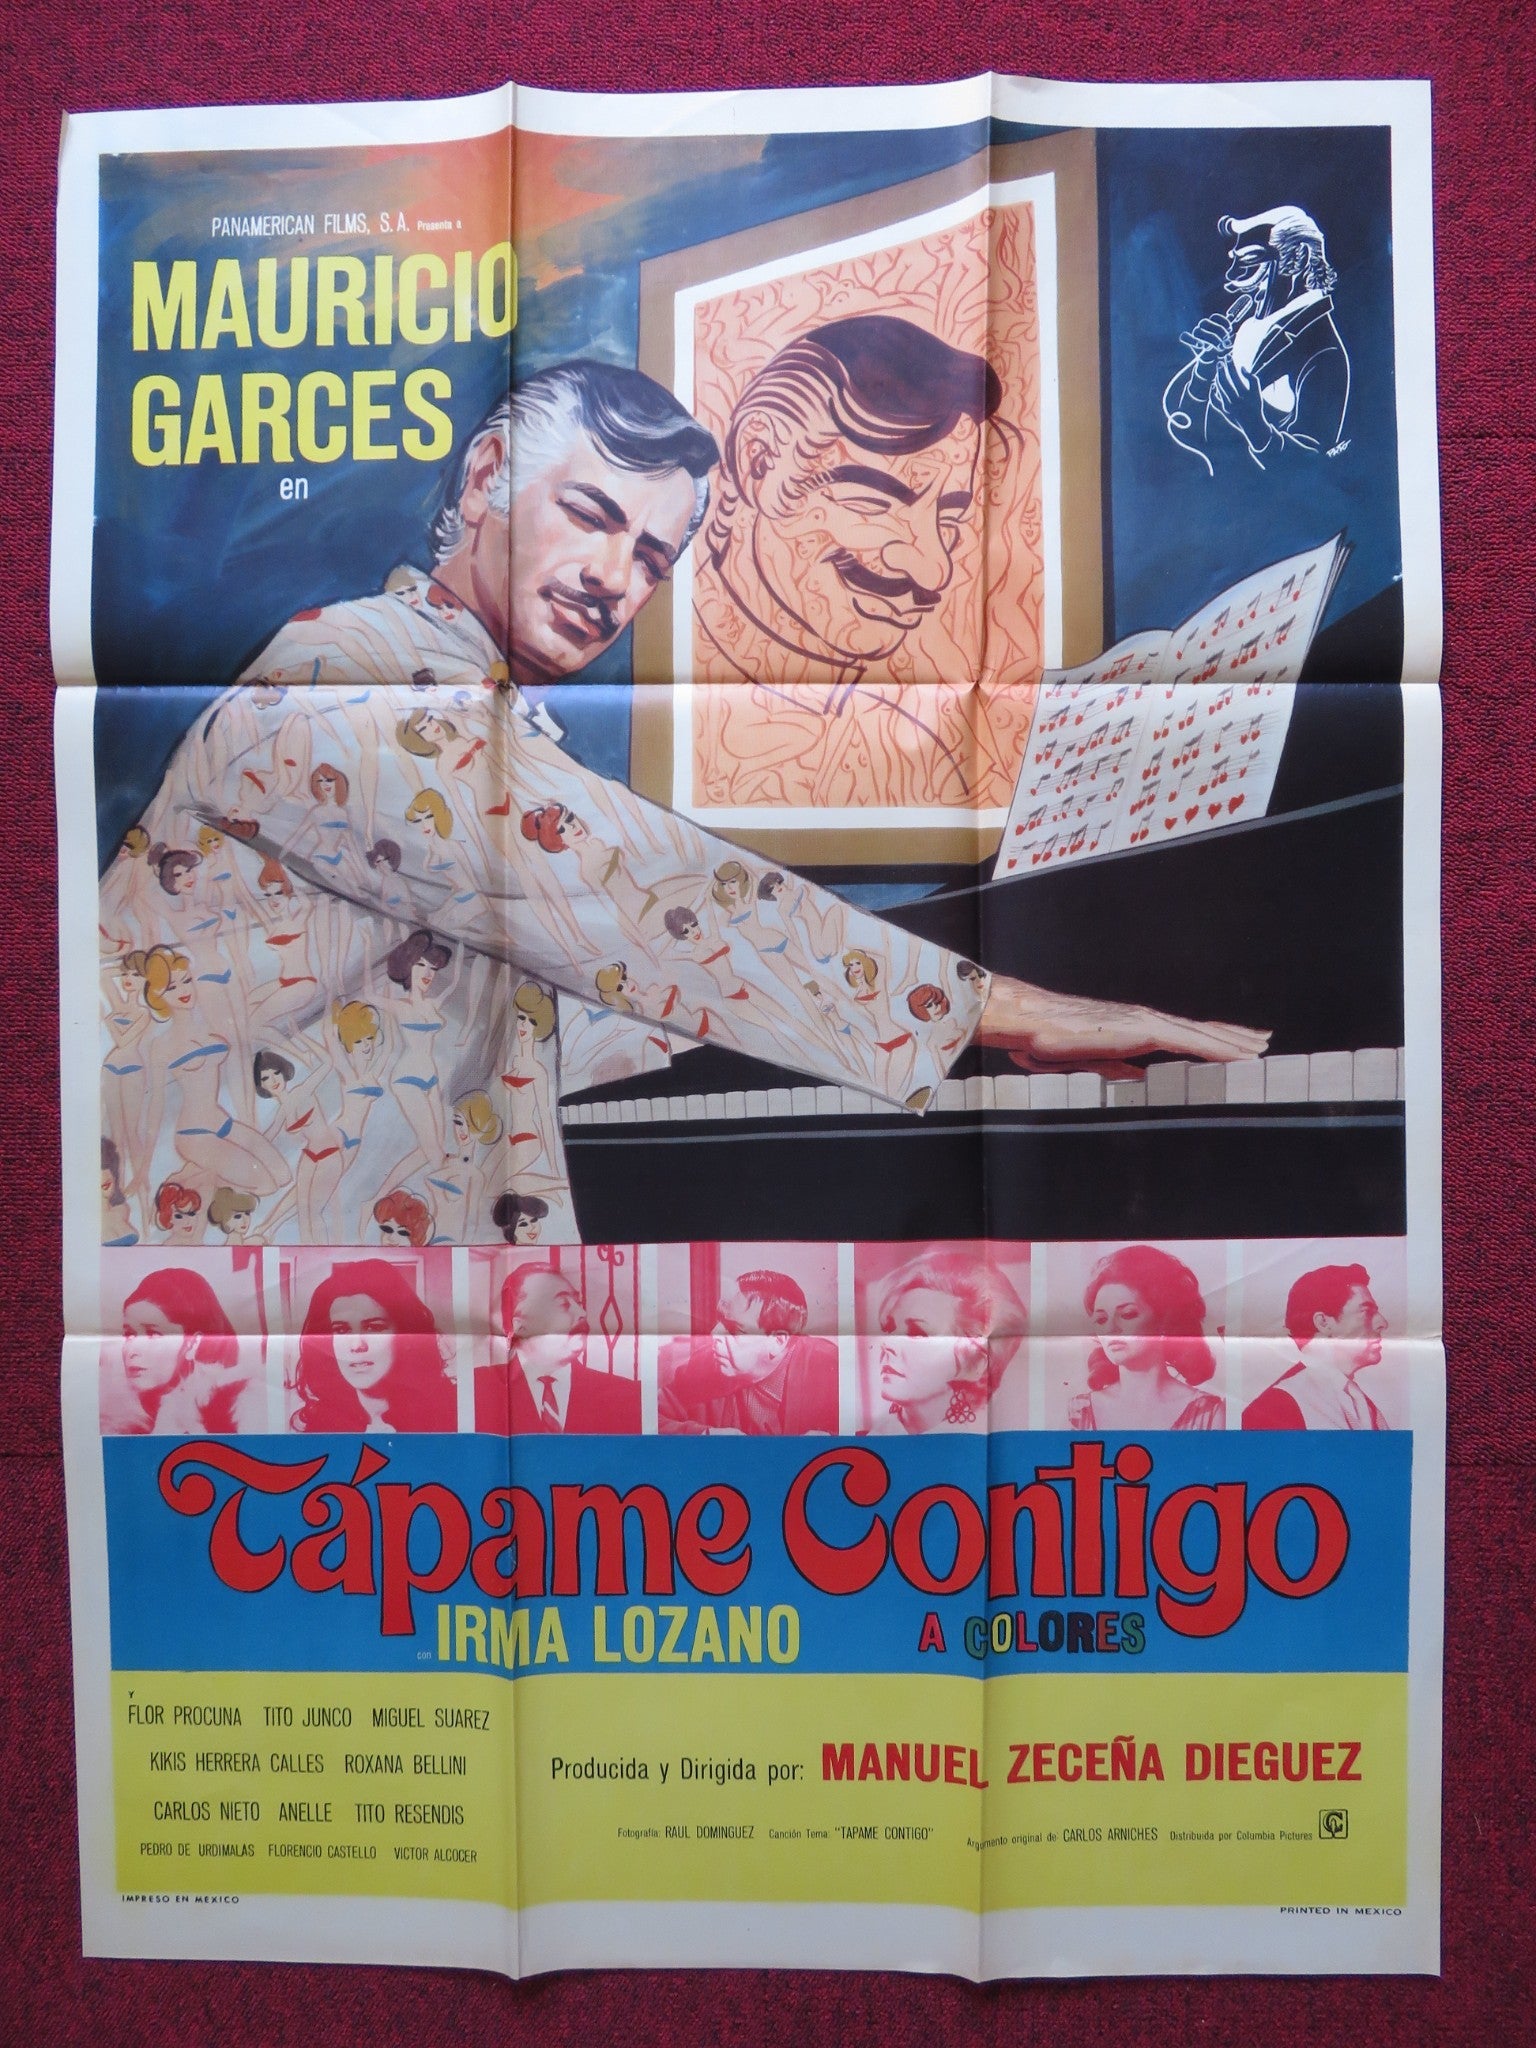 PANAMERICAN FILMS, S.A. Presenta a
MAURICIO
GARCES
en
Tápame Contigo
con IRMA LOZANO
A COLORES
Y
FLOR PROCUNA TITO JUNCO MIGUEL SUAREZ
KIKIS HERRERA CALLES ROXANA BELLINI
CARLOS NIETO ANELLE TITO RESENDIS
PEDRO DE URDIMALAS FLORENCIO CASTELLO VICTOR ALCOCER
Producida y Dirigida por: MANUEL ZECEÑA DIEGUEZ
Fotografía: RAUL DOMINGUEZ Canción Tema: "TAPAME CONTIGO" Argumento original de: CARLOS ARNICHES Distribuida por Columbia Pictures
IMPRESO EN MEXICO
PRINTED IN MEXICO